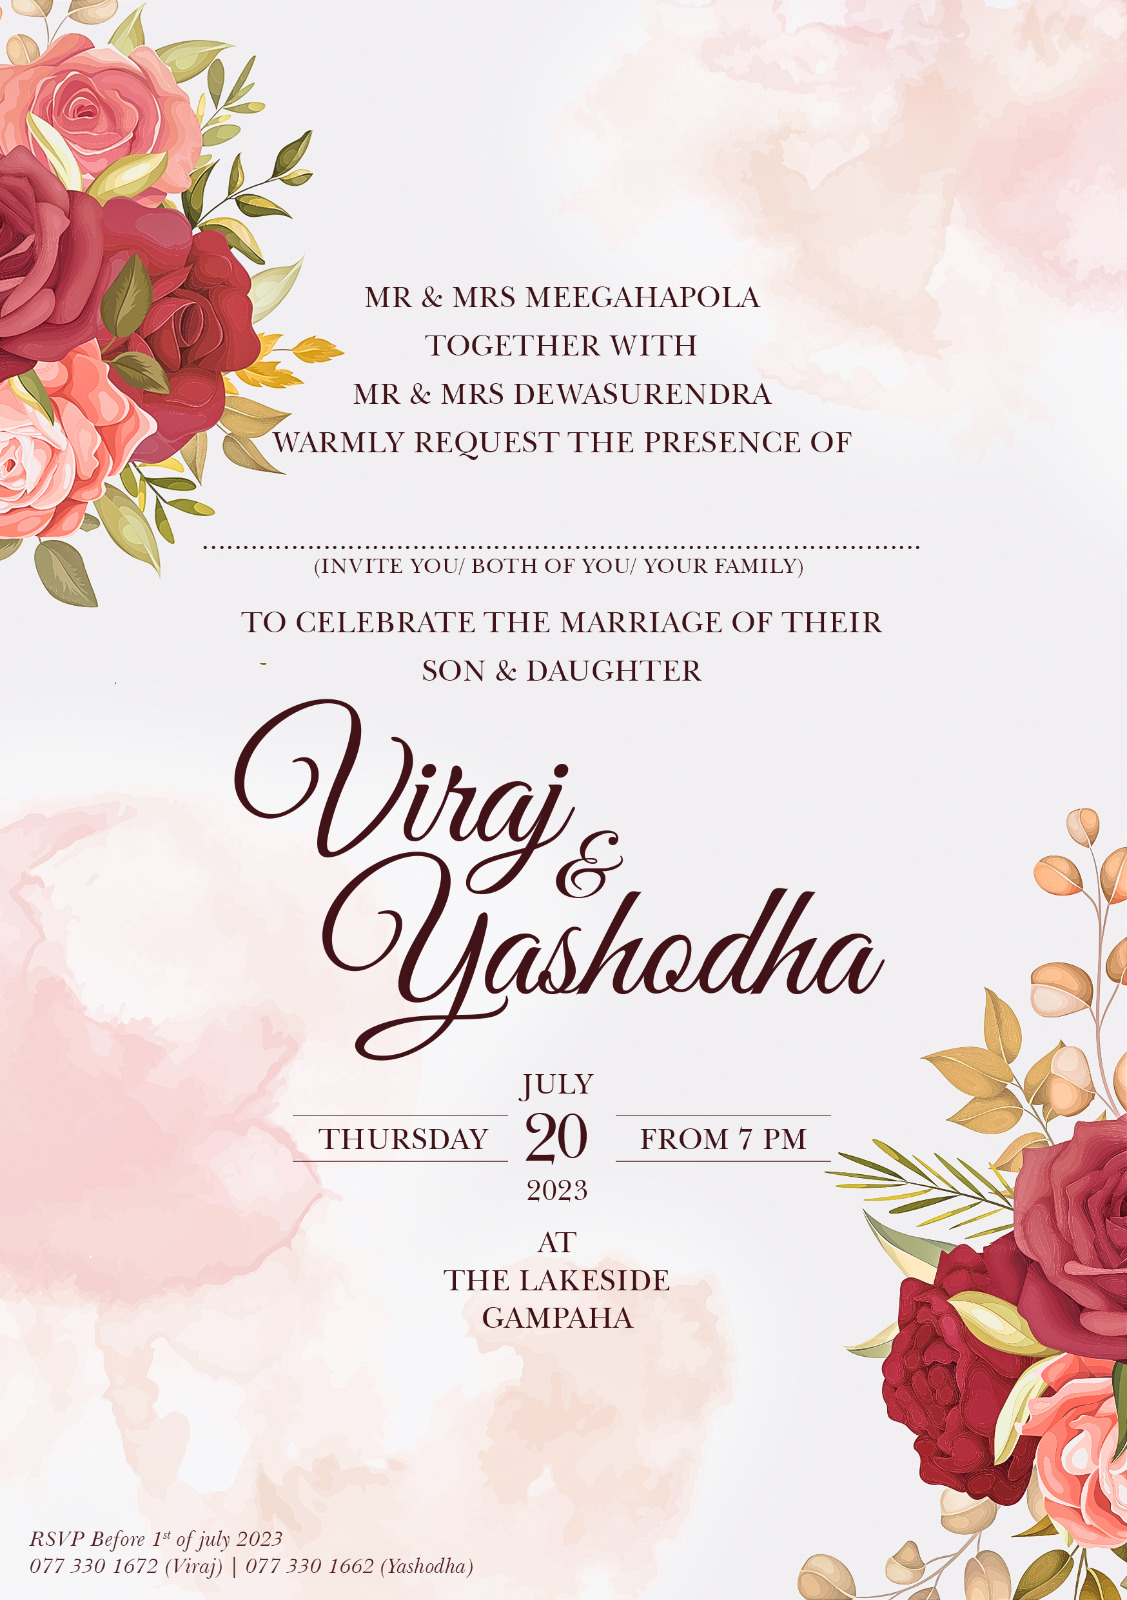 MR & MRS MEEGAHAPOLA
TOGETHER WITH
MR & MRS DEWASURENDRA
WARMLY REQUEST THE PRESENCE OF
..........................................................................................
(INVITE YOU/ BOTH OF YOU/ YOUR FAMILY)
TO CELEBRATE THE MARRIAGE OF THEIR
SON & DAUGHTER
Viraj
&
Yashodha
JULY
THURSDAY 20 FROM 7 PM
2023
AT
THE LAKESIDE
GAMPAHA
RSVP Before 1st of july 2023
077 330 1672 (Viraj) | 077 330 1662 (Yashodha)